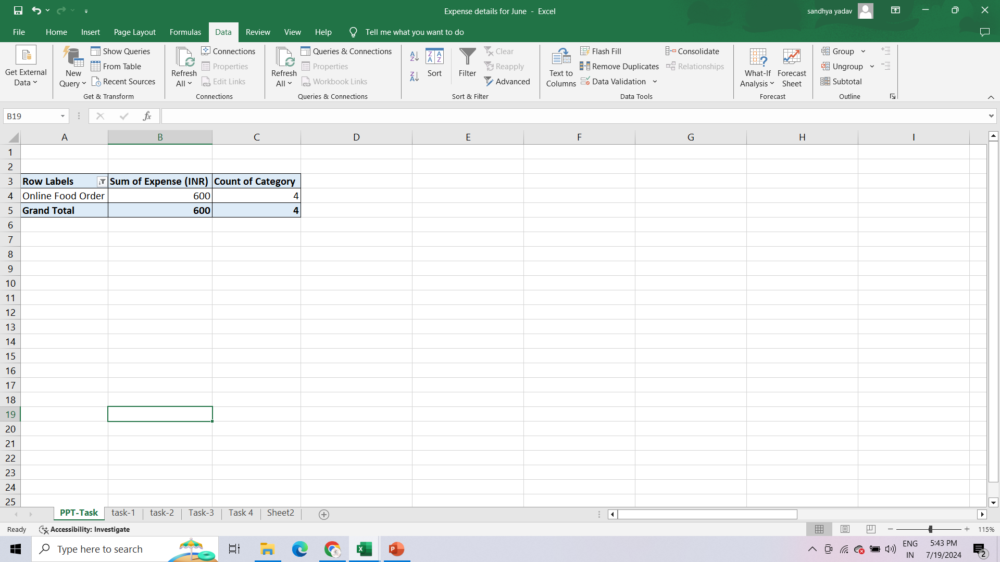 Expense details for June - Excel
sandhya yadav
File Home Insert Page Layout Formulas Data Review View Help Tell me what you want to do
Get External Data
New Query
Show Queries
From Table
Recent Sources
Get & Transform
Refresh All
Connections
Properties
Edit Links
Connections
Refresh All
Queries & Connections
Properties
Workbook Links
Queries & Connections
Sort
Filter
Clear
Reapply
Advanced
Sort & Filter
Text to Columns
Flash Fill
Remove Duplicates
Data Validation
Consolidate
Relationships
Data Tools
What-If Analysis
Forecast Sheet
Forecast
Group
Ungroup
Subtotal
Outline
B19
fx
A B C D E F G H I
1
2
3 Row Labels Sum of Expense (INR) Count of Category
4 Online Food Order 600 4
5 Grand Total 600 4
6
7
8
9
10
11
12
13
14
15
16
17
18
19
20
21
22
23
24
25
PPT-Task task-1 task-2 Task-3 Task 4 Sheet2
Ready Accessibility: Investigate 115%
Type here to search
ENG
IN
5:43 PM
7/19/2024
2